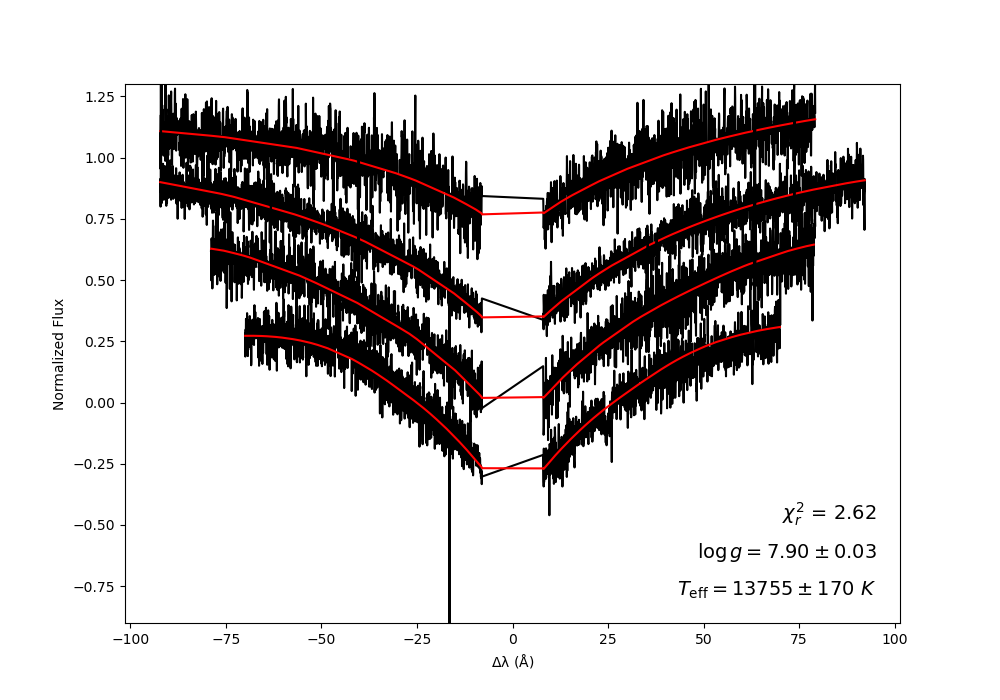 1.25
1.00
0.75
0.50
0.25
0.00
−0.25
−0.50
−0.75
Normalized Flux
χ²ᵣ = 2.62
log g = 7.90 ± 0.03
T_eff = 13755 ± 170 K
−100 −75 −50 −25 0 25 50 75 100
Δλ (Å)